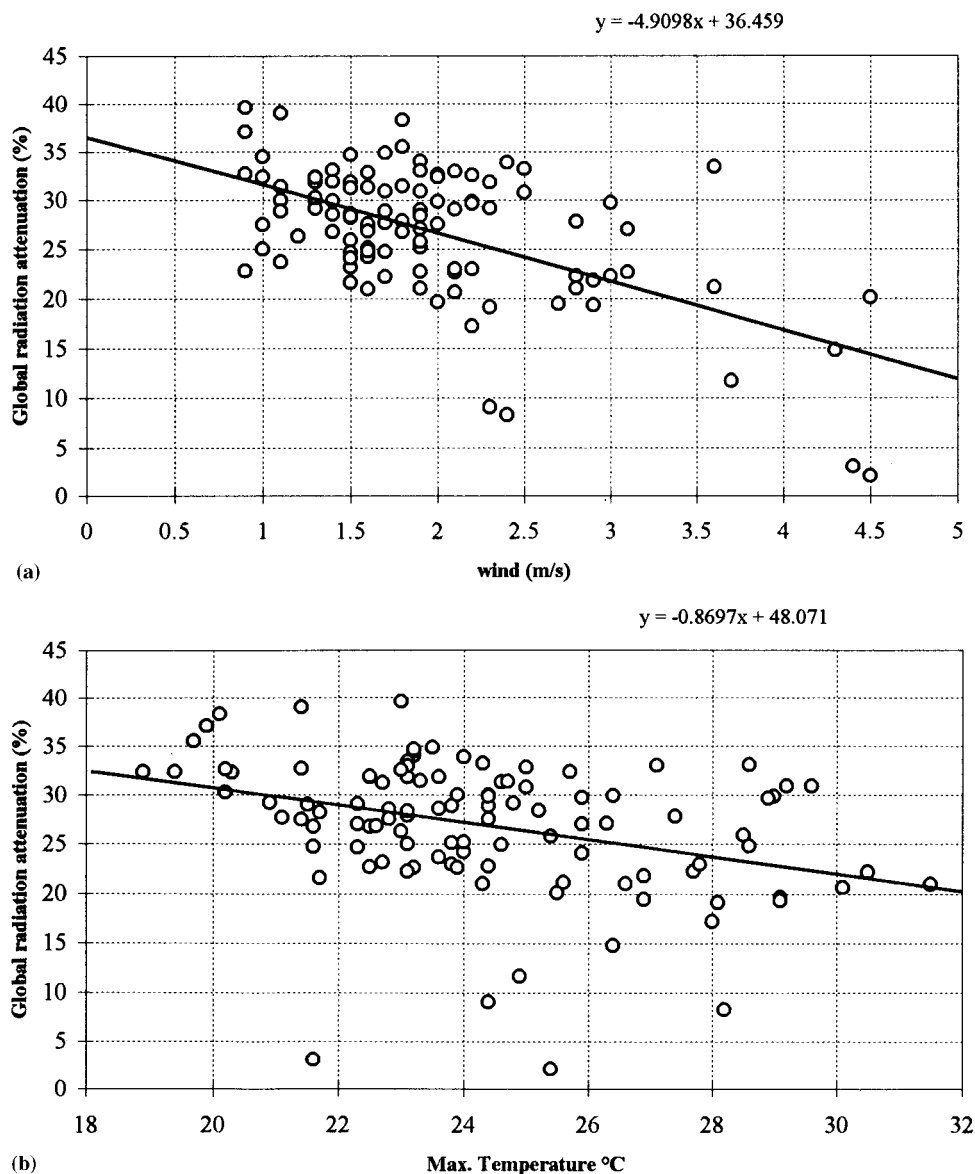 y = -4.9098x + 36.459
Global radiation attenuation (%)
45
40
35
30
25
20
15
10
5
0
0 0.5 1 1.5 2 2.5 3 3.5 4 4.5 5
(a)
wind (m/s)
y = -0.8697x + 48.071
Global radiation attenuation (%)
45
40
35
30
25
20
15
10
5
0
18 20 22 24 26 28 30 32
(b)
Max. Temperature °C